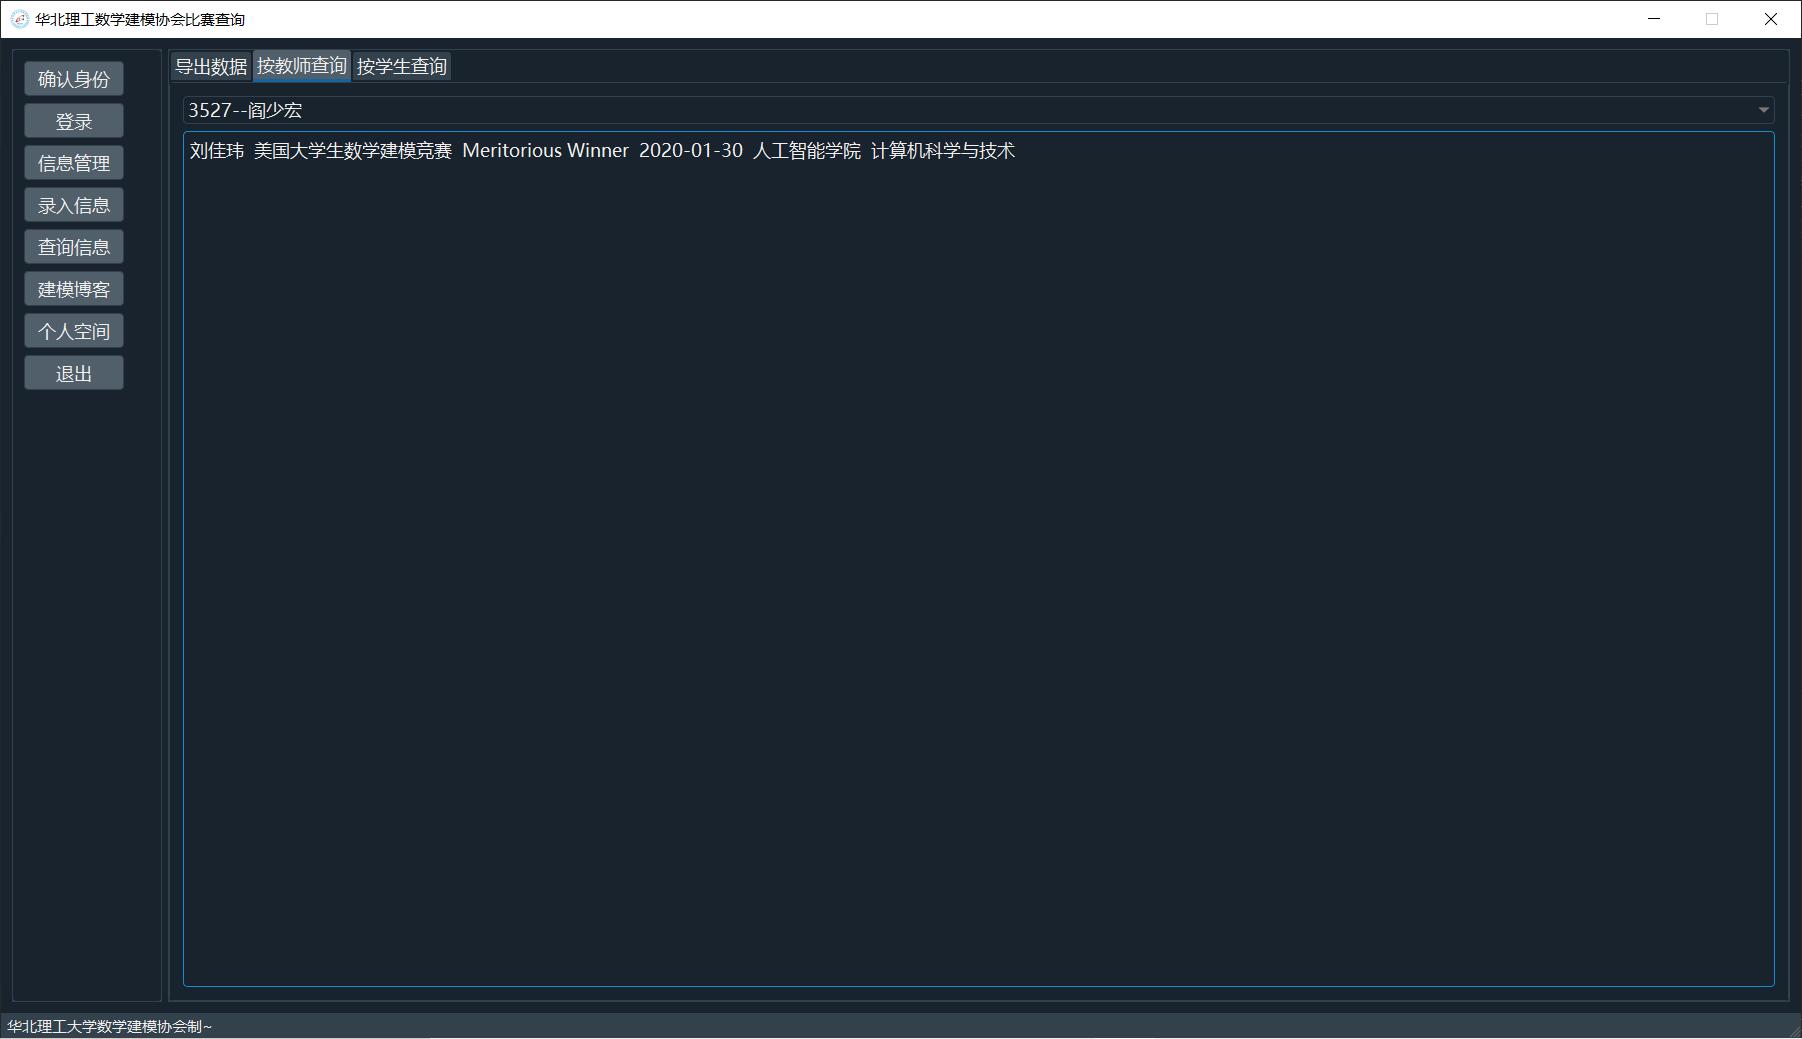 华北理工数学建模协会比赛查询
确认身份
登录
信息管理
录入信息
查询信息
建模博客
个人空间
退出
导出数据 按教师查询 按学生查询
3527--阎少宏
刘佳玮 美国大学生数学建模竞赛 Meritorious Winner 2020-01-30 人工智能学院 计算机科学与技术
华北理工大学数学建模协会制~